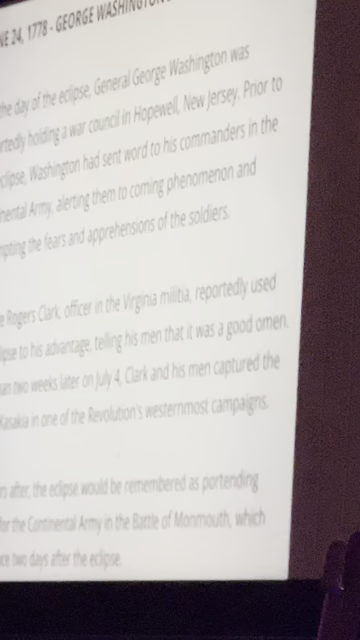 NE 24, 1778 - GEORGE WASHINGTON
the day of the eclipse, General George Washington was
rtedly holding a war council in Hopewell, New Jersey. Prior to
clipse, Washington had sent word to his commanders in the
nental Army, alerting them to coming phenomenon and
mpting the fears and apprehensions of the soldiers.
e Rogers Clark, officer in the Virginia militia, reportedly used
lipse to his advantage, telling his men that it was a good omen.
an two weeks later on July 4, Clark and his men captured the
Kasakia in one of the Revolution's westernmost campaigns.
n after, the eclipse would be remembered as portending
for the Continental Army in the Battle of Monmouth, which
ce two days after the eclipse.